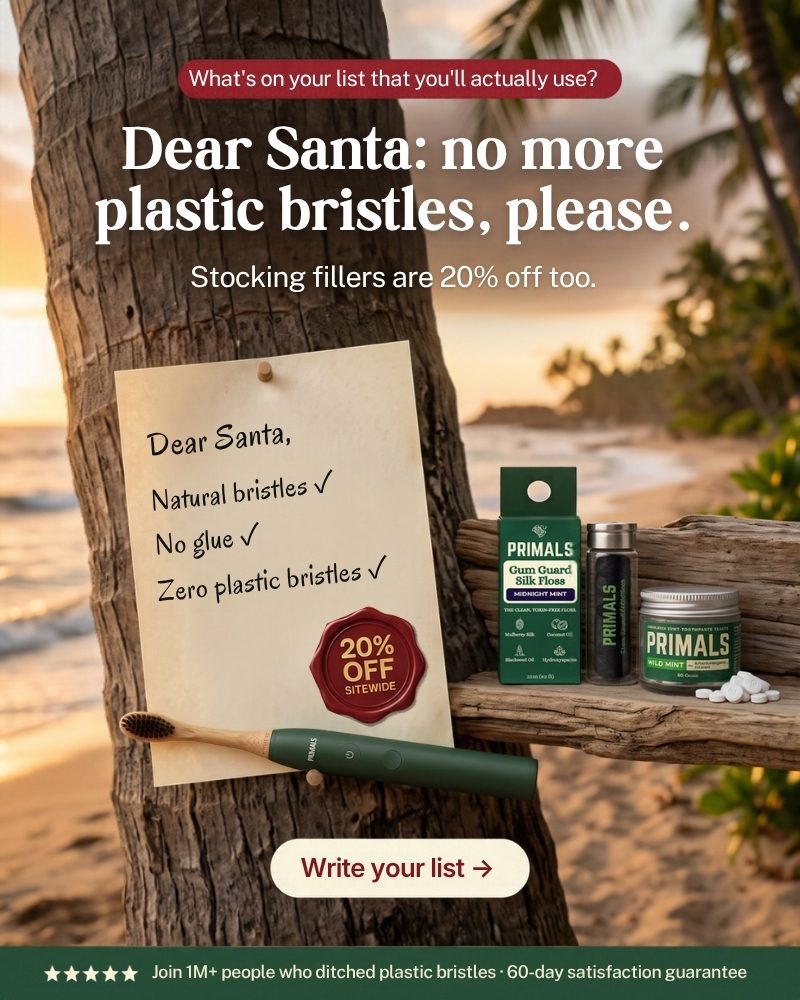 What's on your list that you'll actually use?
Dear Santa: no more
plastic bristles, please.
Stocking fillers are 20% off too.
Dear Santa,
Natural bristles ✓
No glue ✓
Zero plastic bristles ✓
20%
OFF
SITEWIDE
PRIMALS
PRIMALS
Gum Guard
Silk Floss
MIDNIGHT MINT
THE CLEAN, TOXIN-FREE FLOSS
Mulberry Silk
Coconut Oil
PRIMALS
PRIMALS
WILD MINT
Write your list →
★★★★★ Join 1M+ people who ditched plastic bristles · 60-day satisfaction guarantee